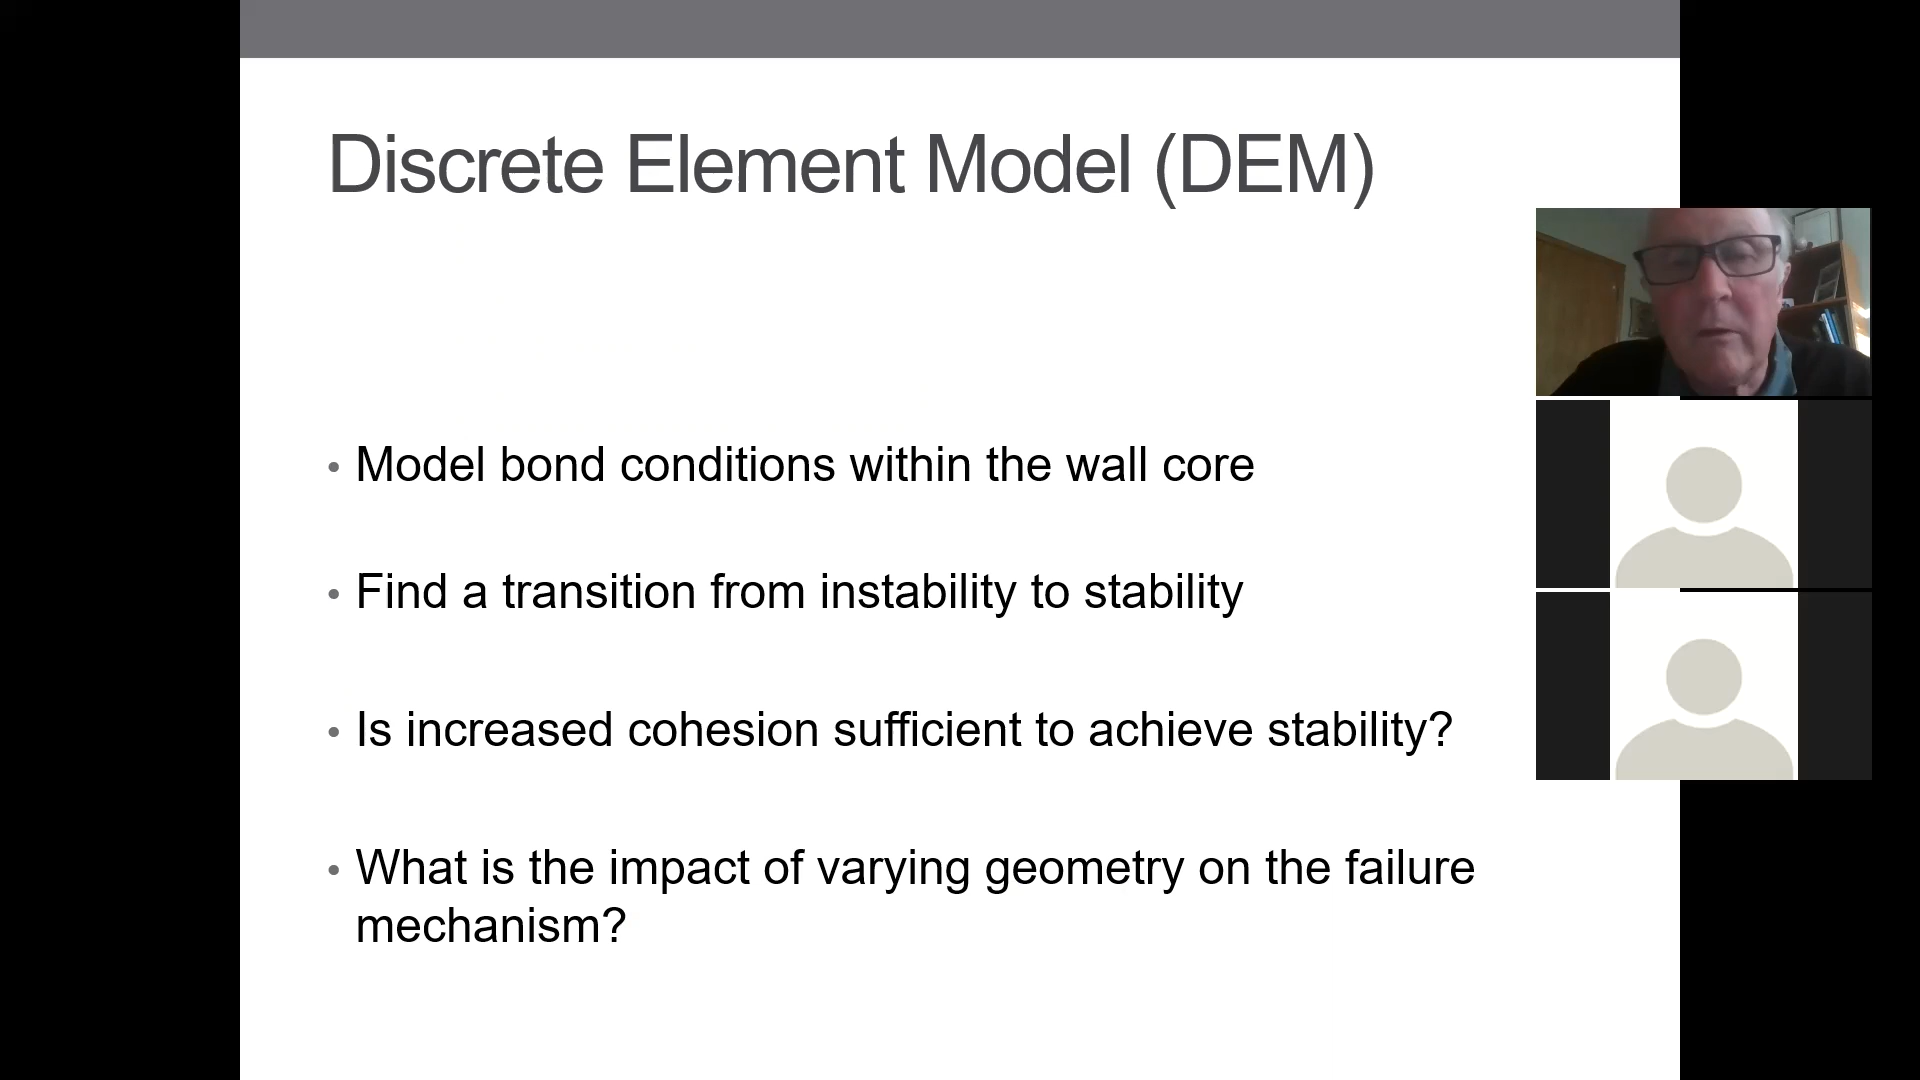 Discrete Element Model (DEM)
• Model bond conditions within the wall core
• Find a transition from instability to stability
• Is increased cohesion sufficient to achieve stability?
• What is the impact of varying geometry on the failure
mechanism?